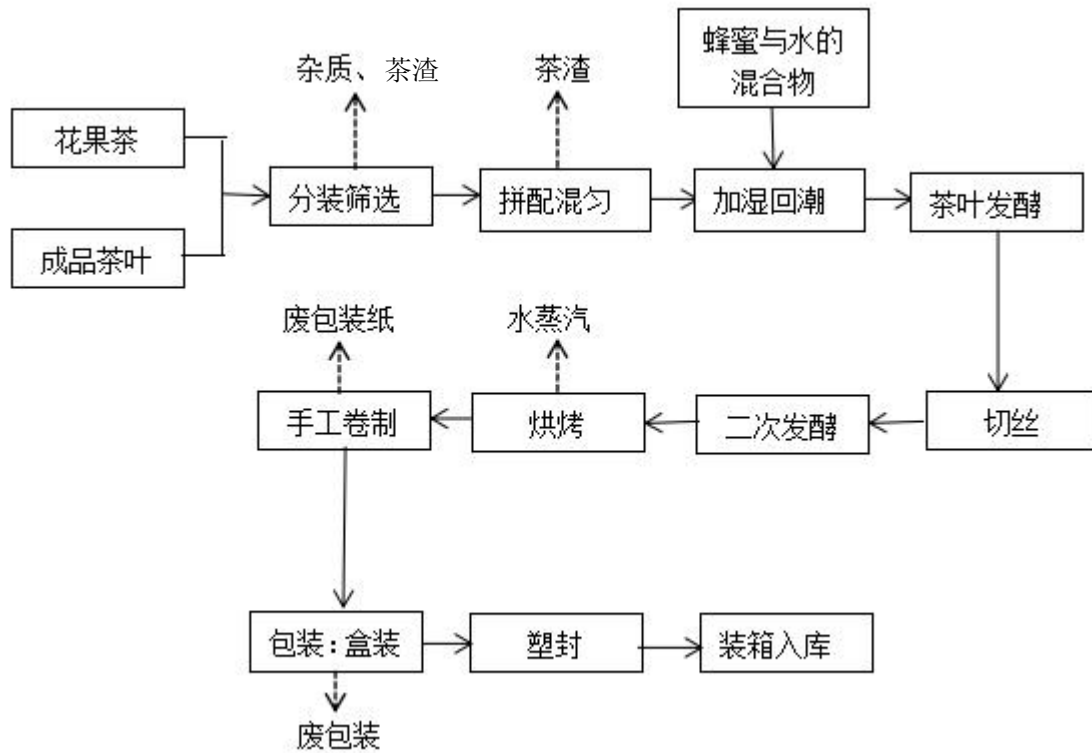 蜂蜜与水的
混合物
杂质、茶渣
茶渣
花果茶
分装筛选
拼配混匀
加湿回潮
茶叶发酵
成品茶叶
废包装纸
水蒸汽
手工卷制
烘烤
二次发酵
切丝
包装:盒装
塑封
装箱入库
废包装